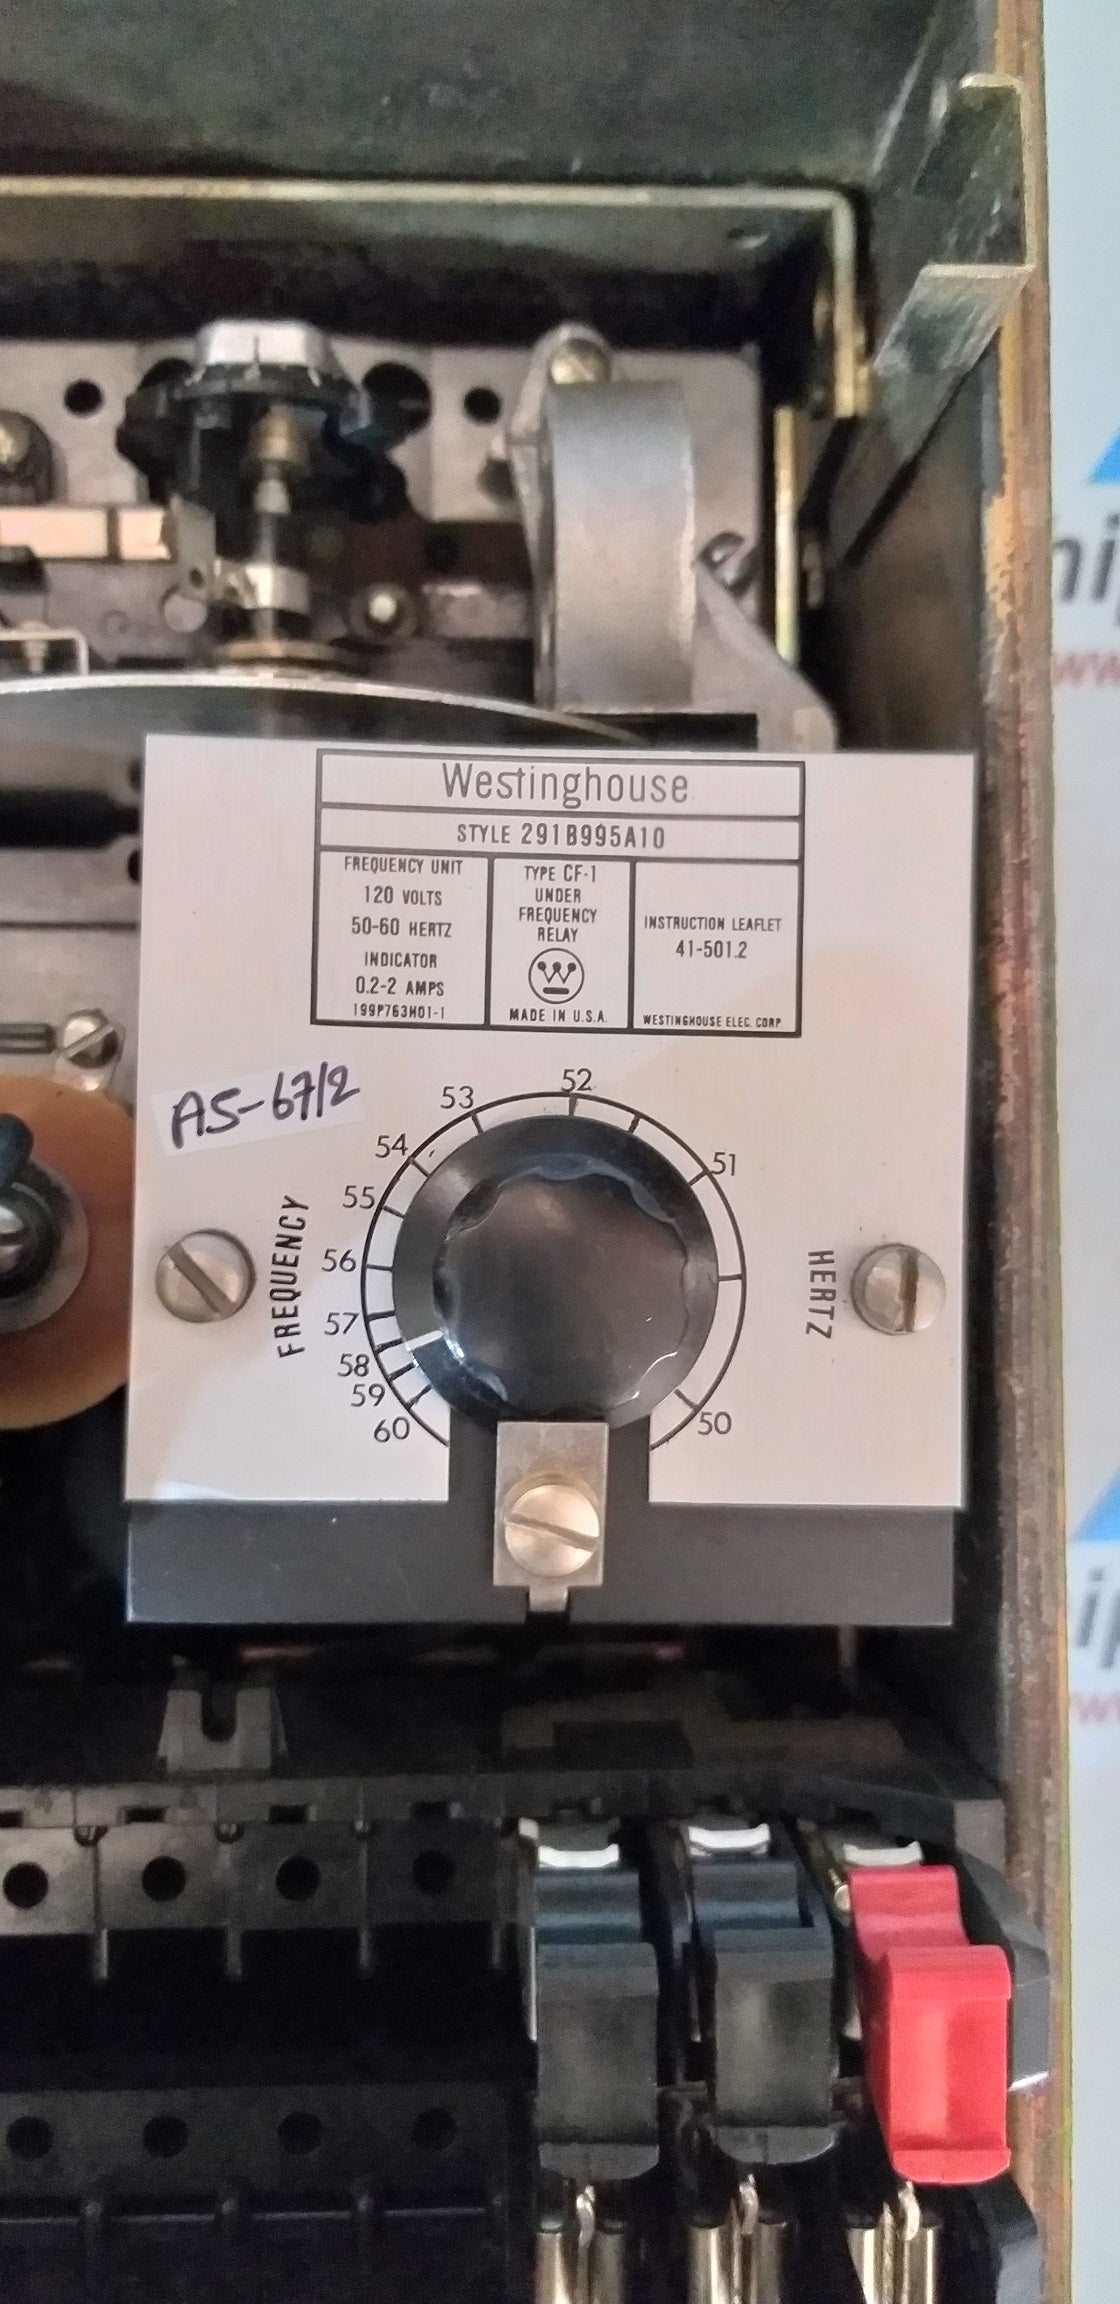 Westinghouse
STYLE 291B995A10
FREQUENCY UNIT
120 VOLTS
50-60 HERTZ
INDICATOR
0.2-2 AMPS
199P763H01-1
TYPE CF-1
UNDER
FREQUENCY
RELAY
MADE IN U.S.A.
INSTRUCTION LEAFLET
41-501.2
WESTINGHOUSE ELEC. CORP.
AS-67/2
FREQUENCY
60
59
58
57
56
55
54
53
52
51
50
HERTZ